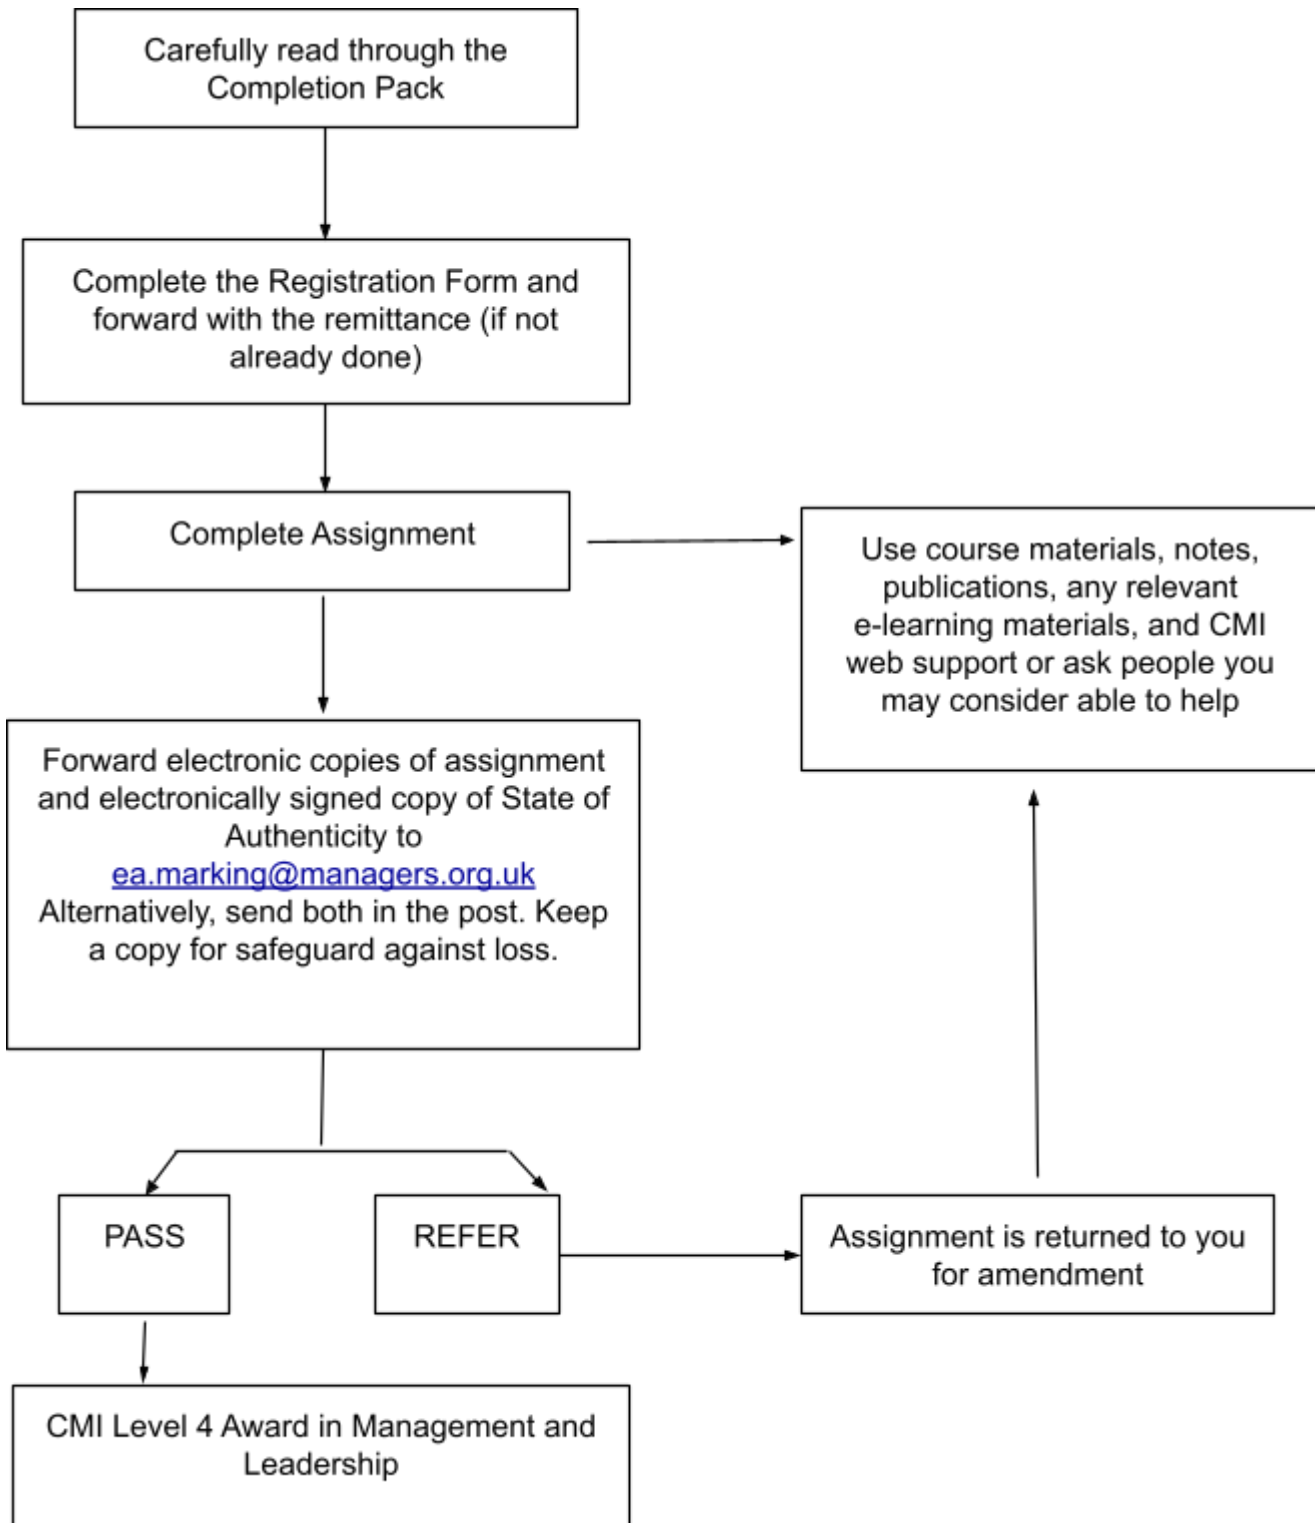 Carefully read through the
Completion Pack
Complete the Registration Form and
forward with the remittance (if not
already done)
Complete Assignment
Use course materials, notes,
publications, any relevant
e-learning materials, and CMI
web support or ask people you
may consider able to help
Forward electronic copies of assignment
and electronically signed copy of State of
Authenticity to
ea.marking@managers.org.uk
Alternatively, send both in the post. Keep
a copy for safeguard against loss.
PASS
REFER
Assignment is returned to you
for amendment
CMI Level 4 Award in Management and
Leadership